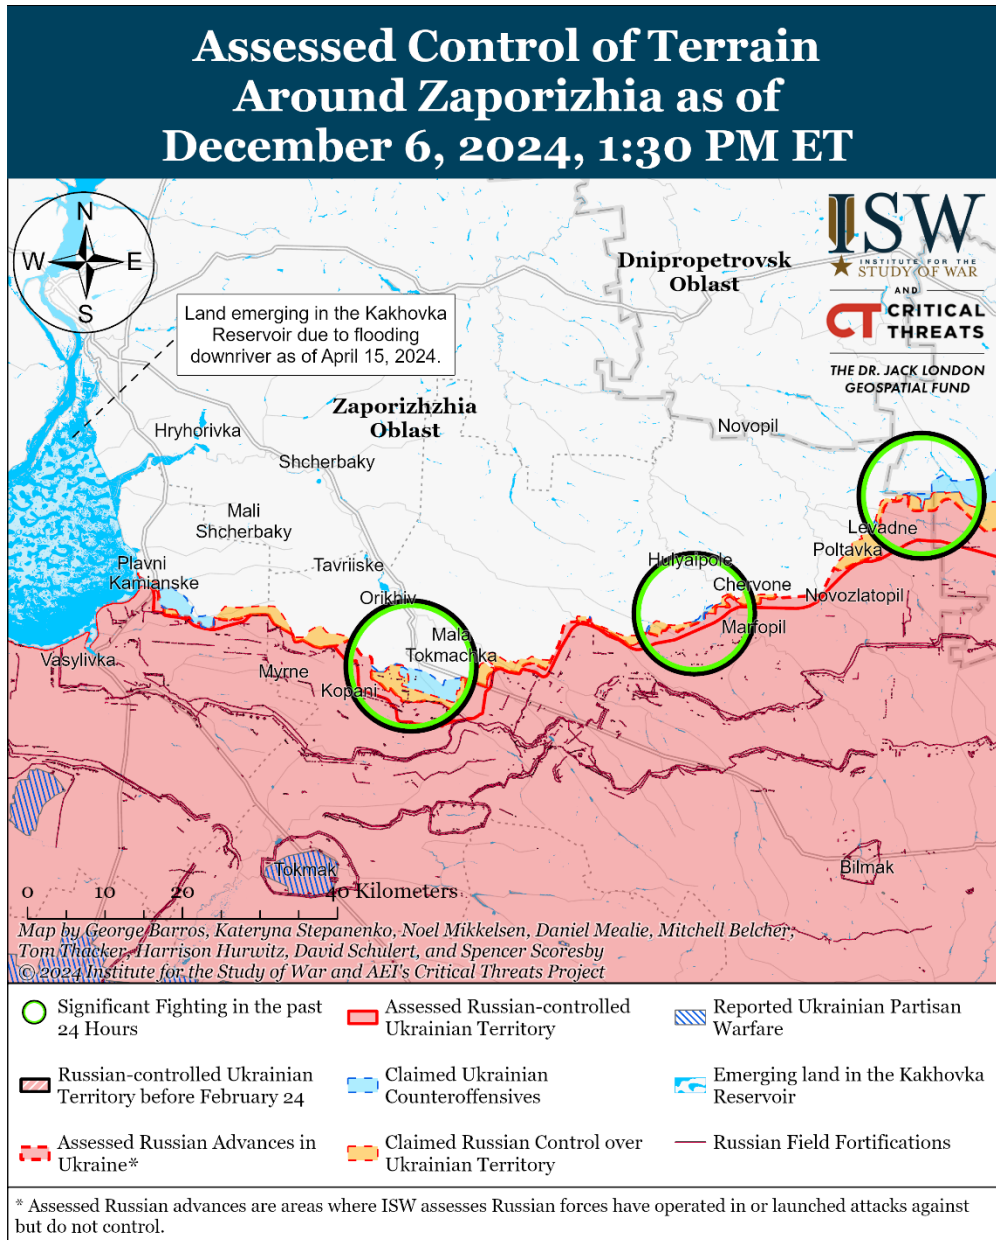 Assessed Control of Terrain
Around Zaporizhia as of
December 6, 2024, 1:30 PM ET
N
W
E
S
ISW
INSTITUTE FOR THE
STUDY OF WAR
AND
CT CRITICAL
THREATS
THE DR. JACK LONDON
GEOSPATIAL FUND
Dnipropetrovsk
Oblast
Land emerging in the Kakhovka
Reservoir due to flooding
downriver as of April 15, 2024.
Zaporizhzhia
Oblast
Hryhorivka
Novopil
Shcherbaky
Mali
Shcherbaky
Levadne
Poltavka
Plavni
Kamianske
Tavriiske
Hulyaipole
Chervone
Orikhiv
Novozlatopil
Mala
Tokmachka
Marfopil
Vasylivka
Myrne
Kopani
Tokmak
Bilmak
0
10
20
40 Kilometers
Map by George Barros, Kateryna Stepanenko, Noel Mikkelsen, Daniel Mealie, Mitchell Belcher,
Tom Thacker, Harrison Hurwitz, David Schulert, and Spencer Scoresby
© 2024 Institute for the Study of War and AEI's Critical Threats Project
Significant Fighting in the past
24 Hours
Assessed Russian-controlled
Ukrainian Territory
Reported Ukrainian Partisan
Warfare
Russian-controlled Ukrainian
Territory before February 24
Claimed Ukrainian
Counteroffensives
Emerging land in the Kakhovka
Reservoir
Assessed Russian Advances in
Ukraine*
Claimed Russian Control over
Ukrainian Territory
Russian Field Fortifications
* Assessed Russian advances are areas where ISW assesses Russian forces have operated in or launched attacks against
but do not control.